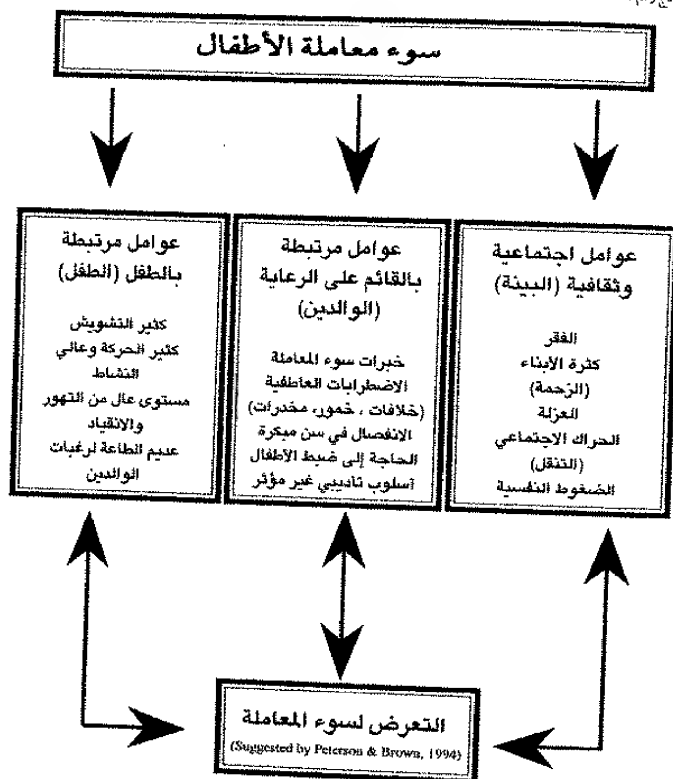 سوء معاملة الأطفال
عوامل اجتماعية
وثقافية (البيئة)
الفقر
كثرة الأبناء
(الزحمة)
العزلة
الحراك الاجتماعي
(التنقل)
الضغوط النفسية
عوامل مرتبطة
بالقائم على الرعاية
(الوالدين)
خبرات سوء المعاملة
الاضطرابات العاطفية
(خلافات ، خمور، مخدرات)
الانفصال في سن مبكرة
الحاجة إلى ضبط الأطفال
أسلوب تأديبي غير مؤثر
عوامل مرتبطة
بالطفل (الطفل)
كثير التشويش
كثير الحركة وعالي
النشاط
مستوى عال من التهور
والانقياد
عديم الطاعة لرغبات
الوالدين
التعرض لسوء المعاملة
(Suggested by Peterson & Brown, 1994)